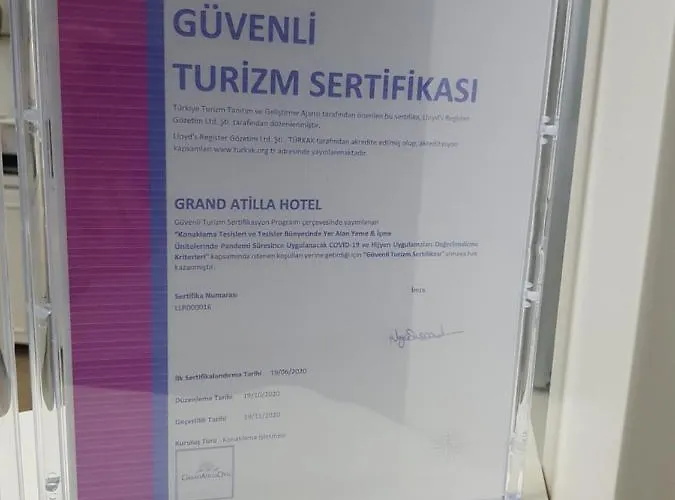 GÜVENLİ
TURİZM SERTİFİKASI
Türkiye Turizm Tanıtım ve Geliştirme Ajansı tarafından önerilen bu sertifika, Lloyd's Register
Gözetim Ltd. Şti. tarafından düzenlenmiştir.
Lloyd's Register Gözetim Ltd. Şti., TÜRKAK tarafından akredite edilmiş olup, akreditasyon
kapsamları www.turkak.org.tr adresinde yayınlanmaktadır.
GRAND ATILLA HOTEL
Güvenli Turizm Sertifikasyon Programı çerçevesinde yayınlanan
"Konaklama Tesisleri ve Tesisler Bünyesinde Yer Alan Yeme & İçme
Ünitelerinde Pandemi Süresince Uygulanacak COVID-19 ve Hijyen Uygulamaları Değerlendirme
Kriterleri" kapsamında istenen koşulları yerine getirdiği için "Güvenli Turizm Sertifikası" almaya hak
kazanmıştır.
Sertifika Numarası
İmza
LLR000016
İlk Sertifikalandırma Tarihi 19/06/2020
Düzenleme Tarihi 19/10/2020
Geçerlilik Tarihi 19/11/2020
Kuruluş Türü - Konaklama İşletmesi